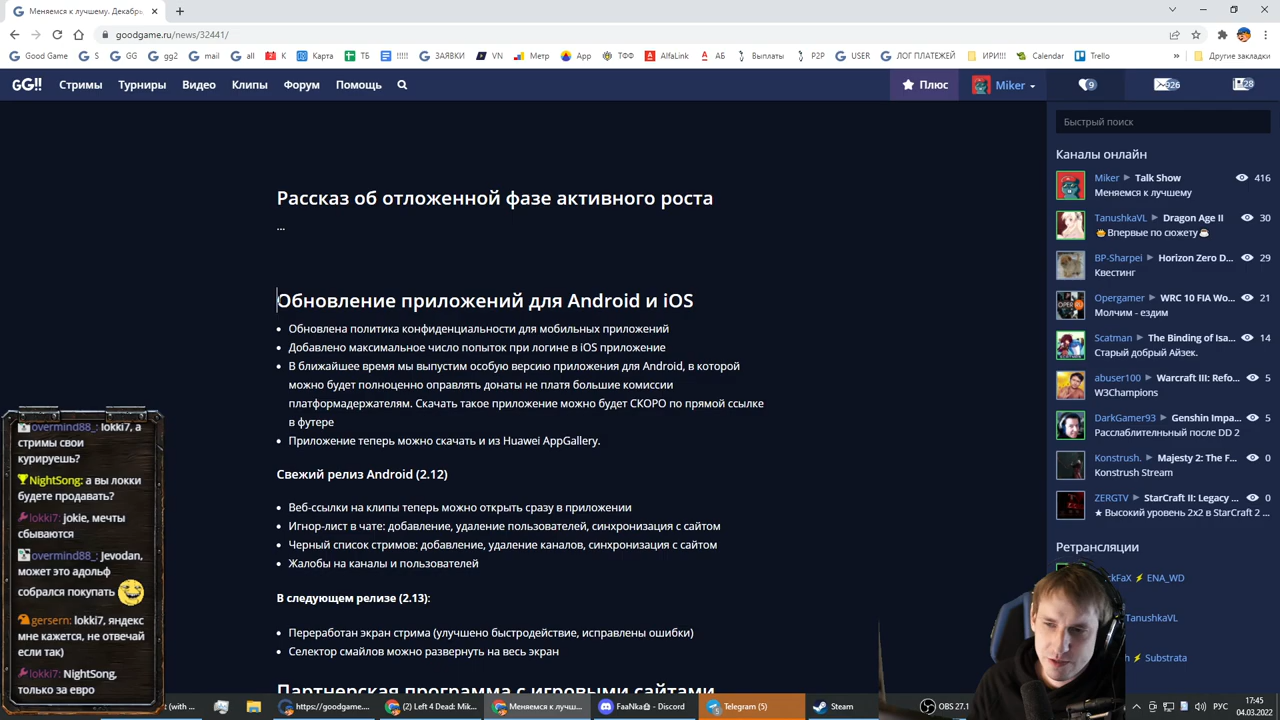 Меняемся к лучшему. Декабрь
goodgame.ru/news/32441/
Good Game
G S
GG
gg2
mail
all
К
Карта
ТБ
!!!!!
ЗАЯВКИ
VN
Метр
App
ТФФ
AlfaLink
АБ
Выплаты
P2P
USER
ЛОГ ПЛАТЕЖЕЙ
ИРИ!!!
Calendar
Trello
»
Другие закладки
GG!!
Стримы
Турниры
Видео
Клипы
Форум
Помощь
Плюс
Miker
9
926
28
Рассказ об отложенной фазе активного роста
...
Обновление приложений для Android и iOS
• Обновлена политика конфиденциальности для мобильных приложений
• Добавлено максимальное число попыток при логине в iOS приложение
• В ближайшее время мы выпустим особую версию приложения для Android, в которой
можно будет полноценно оправлять донаты не платя большие комиссии
платформадержателям. Скачать такое приложение можно будет СКОРО по прямой ссылке
в футере
• Приложение теперь можно скачать и из Huawei AppGallery.
Свежий релиз Android (2.12)
• Веб-ссылки на клипы теперь можно открыть сразу в приложении
• Игнор-лист в чате: добавление, удаление пользователей, синхронизация с сайтом
• Черный список стримов: добавление, удаление каналов, синхронизация с сайтом
• Жалобы на каналы и пользователей
В следующем релизе (2.13):
• Переработан экран стрима (улучшено быстродействие, исправлены ошибки)
• Селектор смайлов можно развернуть на весь экран
Партнерская программа с игровыми сайтами
Быстрый поиск
Каналы онлайн
Miker Talk Show 416
Меняемся к лучшему
TanushkaVL Dragon Age II 30
Впервые по сюжету
BP-Sharpei Horizon Zero D... 29
Квестинг
Opergamer WRC 10 FIA Wo... 21
Молчим - ездим
Scatman The Binding of Isa... 14
Старый добрый Айзек.
abuser100 Warcraft III: Refo... 5
W3Champions
DarkGamer93 Genshin Impa... 5
Расслаблительный после DD 2
Konstrush. Majesty 2: The F... 0
Konstrush Stream
ZERGTV StarCraft II: Legacy ... 0
★ Высокий уровень 2x2 в StarCraft 2 ...
Ретрансляции
ckFaX ENA_WD
TanushkaVL
Substrata
overmind88_: lokki7, а
стримы свои
курируешь?
NightSong: а вы локки
будете продавать?
lokki7: jokie, мечты
сбываются
overmind88_: Jevodan,
может это адольф
собрался покупать
gersern: lokki7, яндекс
мне кажется, не отвечай
если так)
lokki7: NightSong,
только за евро
(with ...
https://goodgame....
(2) Left 4 Dead: Mik...
Меняемся к лучшем...
FaaNka - Discord
Telegram (5)
Steam
OBS 27.1
РУС
17:45
04.03.2022